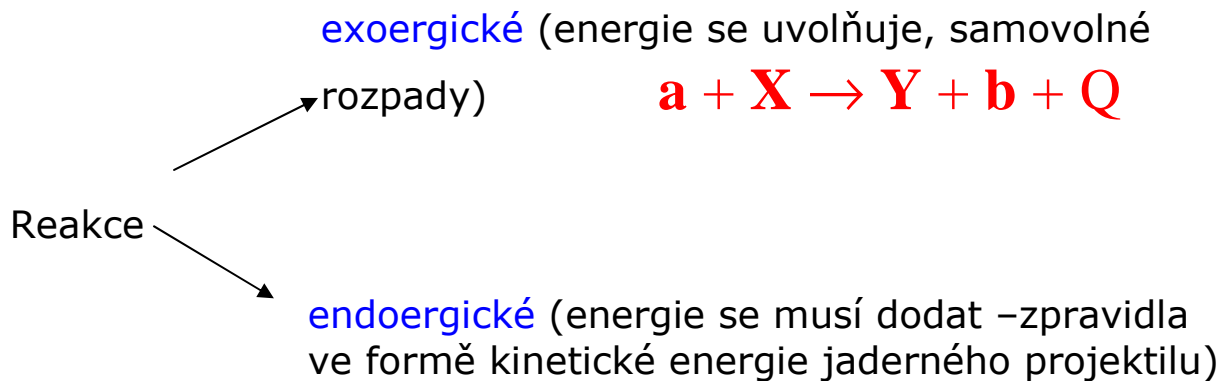 exoergické (energie se uvolňuje, samovolné
rozpady) a + X → Y + b + Q
Reakce
endoergické (energie se musí dodat –zpravidla
ve formě kinetické energie jaderného projektilu)